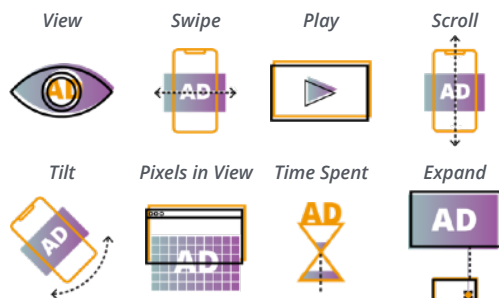 View Swipe Play Scroll
AD AD AD
Tilt Pixels in View Time Spent Expand
AD AD AD AD